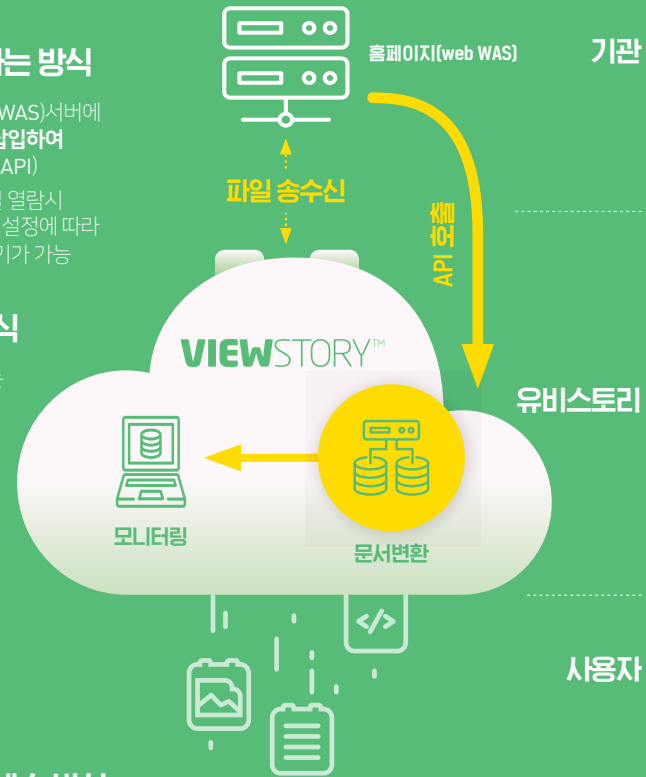 는 방식
WAS)서버에
삽입하여
API)
열람시
설정에 따라
기가 가능
식
는
홈페이지(web WAS)
기관
파일 송수신
API 호출
VIEWSTORY™
유비스토리
모니터링
문서변환
</>
사용자
방식